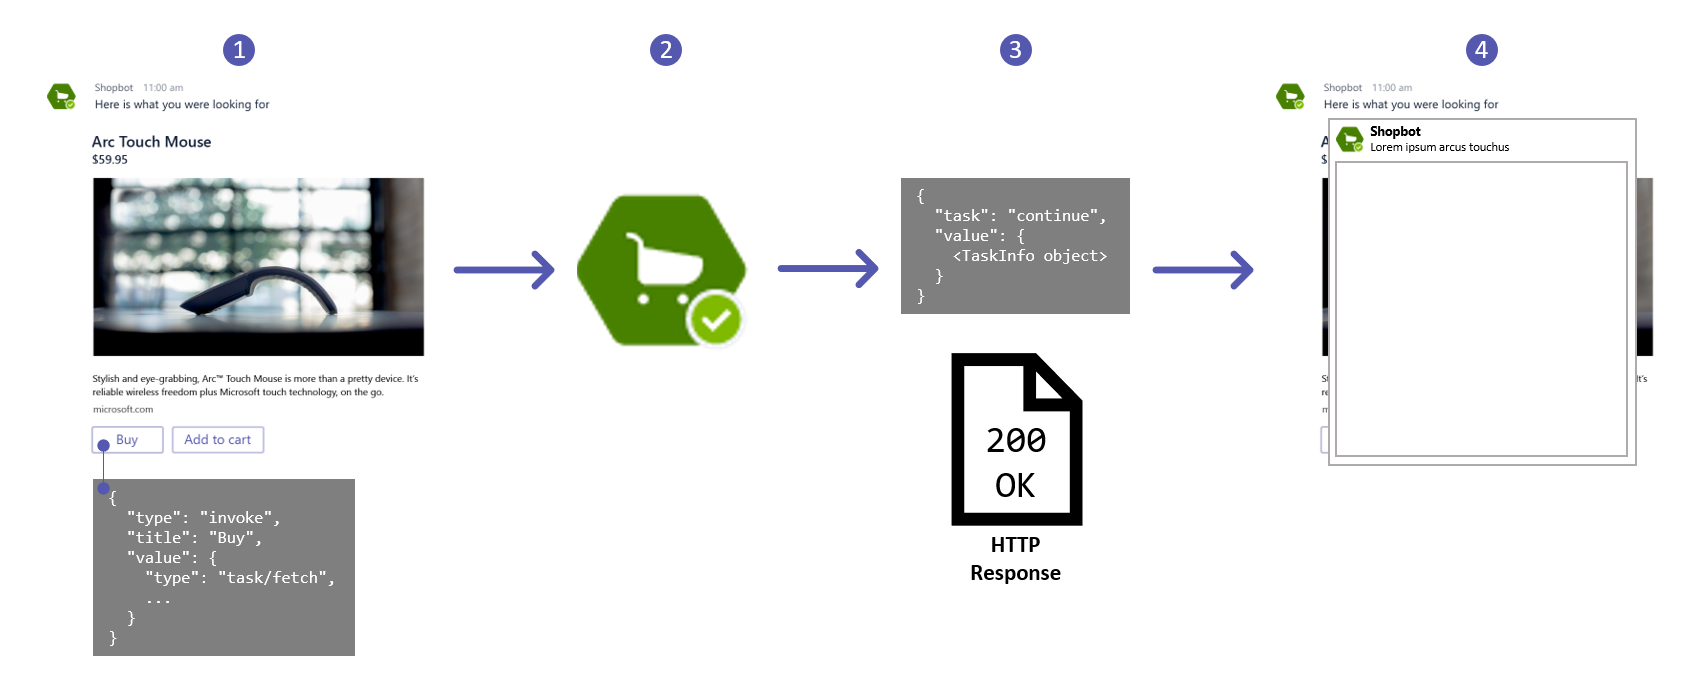 1
2
3
4
Shopbot 11:00 am
Here is what you were looking for
Arc Touch Mouse
$59.95
Stylish and eye-grabbing, Arc™ Touch Mouse is more than a pretty device. It's
reliable wireless freedom plus Microsoft touch technology, on the go.
microsoft.com
Buy
Add to cart
{
"type": "invoke",
"title": "Buy",
"value": {
"type": "task/fetch",
...
}
}
{
"task": "continue",
"value": {
<TaskInfo object>
}
}
200
OK
HTTP
Response
Shopbot 11:00 am
Here is what you were looking for
Shopbot
Lorem ipsum arcus touchus
A
$
St
It's
re
m